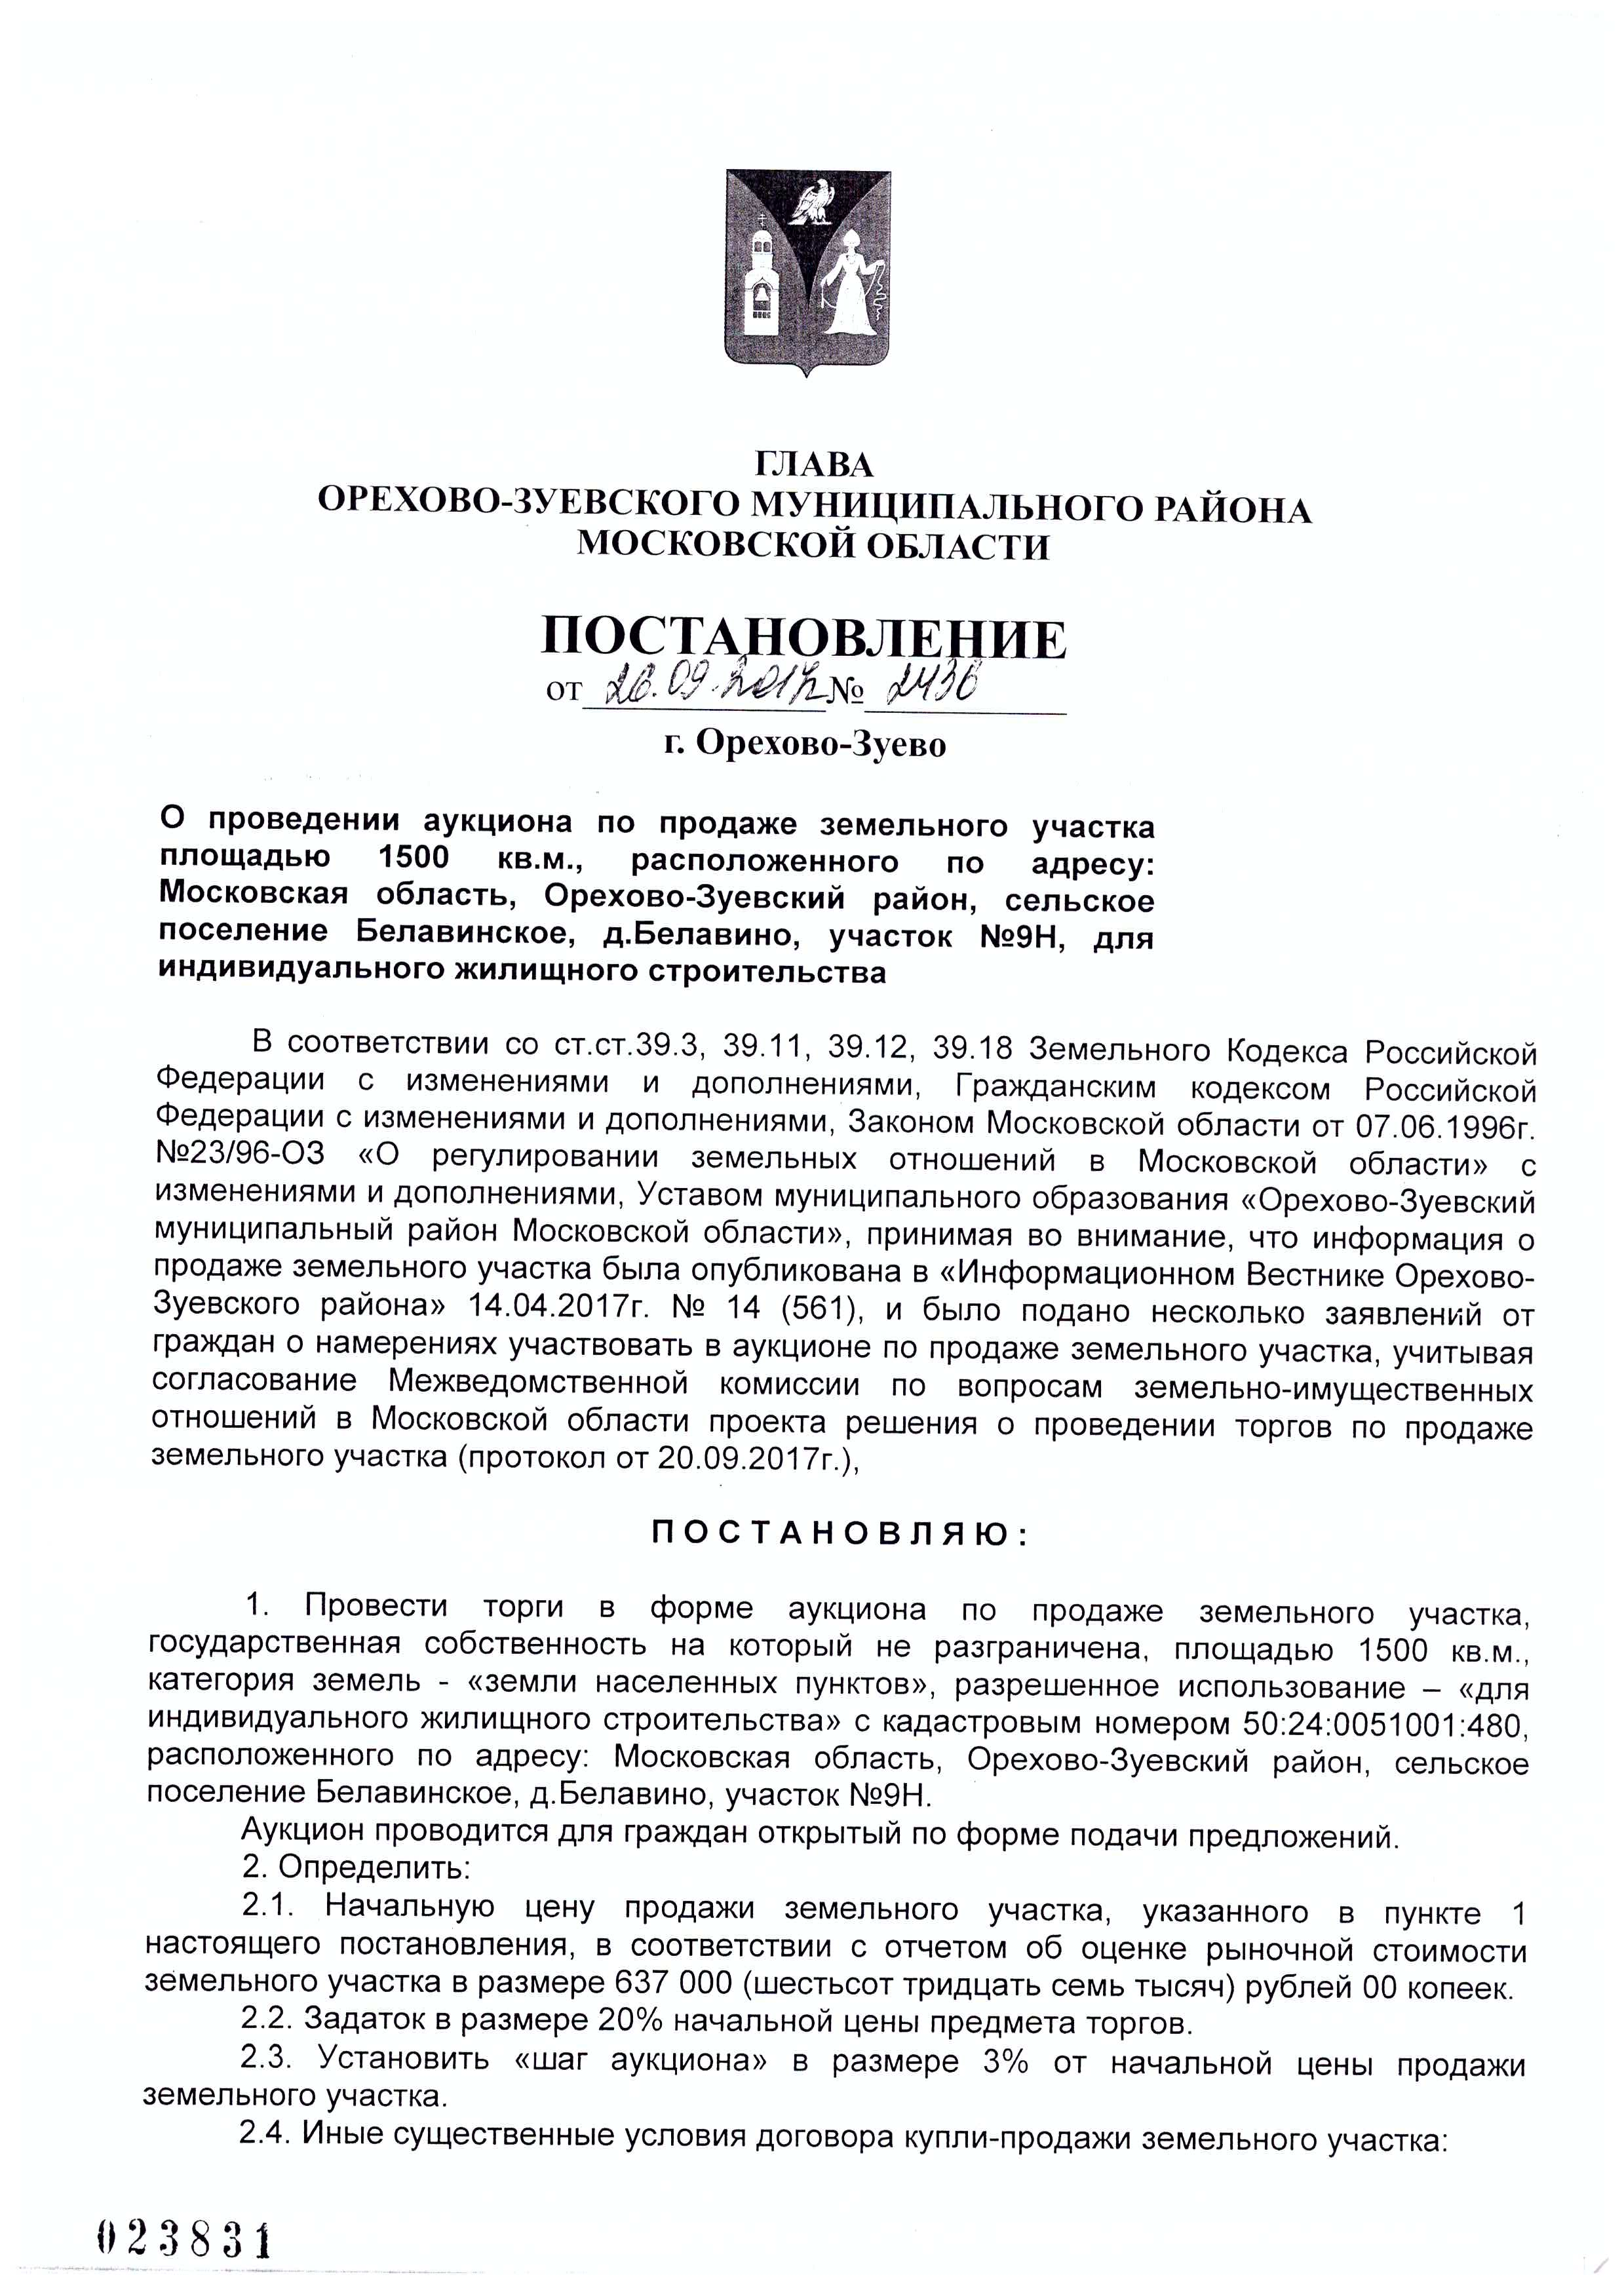 ГЛАВА
ОРЕХОВО-ЗУЕВСКОГО МУНИЦИПАЛЬНОГО РАЙОНА
МОСКОВСКОЙ ОБЛАСТИ
ПОСТАНОВЛЕНИЕ
от 26.09.2017 № 2436
г. Орехово-Зуево
О проведении аукциона по продаже земельного участка
площадью 1500 кв.м., расположенного по адресу:
Московская область, Орехово-Зуевский район, сельское
поселение Белавинское, д.Белавино, участок №9Н, для
индивидуального жилищного строительства
В соответствии со ст.ст.39.3, 39.11, 39.12, 39.18 Земельного Кодекса Российской
Федерации с изменениями и дополнениями, Гражданским кодексом Российской
Федерации с изменениями и дополнениями, Законом Московской области от 07.06.1996г.
№23/96-ОЗ «О регулировании земельных отношений в Московской области» с
изменениями и дополнениями, Уставом муниципального образования «Орехово-Зуевский
муниципальный район Московской области», принимая во внимание, что информация о
продаже земельного участка была опубликована в «Информационном Вестнике Орехово-
Зуевского района» 14.04.2017г. № 14 (561), и было подано несколько заявлений от
граждан о намерениях участвовать в аукционе по продаже земельного участка, учитывая
согласование Межведомственной комиссии по вопросам земельно-имущественных
отношений в Московской области проекта решения о проведении торгов по продаже
земельного участка (протокол от 20.09.2017г.),
П О С Т А Н О В Л Я Ю :
1. Провести торги в форме аукциона по продаже земельного участка,
государственная собственность на который не разграничена, площадью 1500 кв.м.,
категория земель - «земли населенных пунктов», разрешенное использование – «для
индивидуального жилищного строительства» с кадастровым номером 50:24:0051001:480,
расположенного по адресу: Московская область, Орехово-Зуевский район, сельское
поселение Белавинское, д.Белавино, участок №9Н.
Аукцион проводится для граждан открытый по форме подачи предложений.
2. Определить:
2.1. Начальную цену продажи земельного участка, указанного в пункте 1
настоящего постановления, в соответствии с отчетом об оценке рыночной стоимости
земельного участка в размере 637 000 (шестьсот тридцать семь тысяч) рублей 00 копеек.
2.2. Задаток в размере 20% начальной цены предмета торгов.
2.3. Установить «шаг аукциона» в размере 3% от начальной цены продажи
земельного участка.
2.4. Иные существенные условия договора купли-продажи земельного участка:
023831